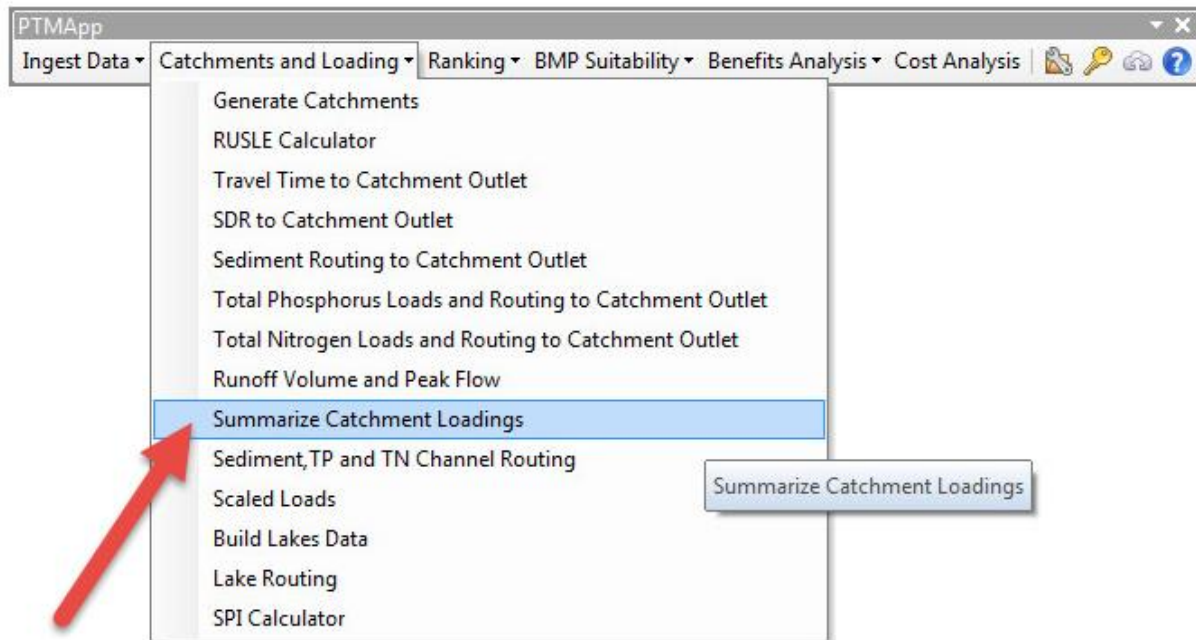 PTMApp
Ingest Data Catchments and Loading Ranking BMP Suitability Benefits Analysis Cost Analysis
Generate Catchments
RUSLE Calculator
Travel Time to Catchment Outlet
SDR to Catchment Outlet
Sediment Routing to Catchment Outlet
Total Phosphorus Loads and Routing to Catchment Outlet
Total Nitrogen Loads and Routing to Catchment Outlet
Runoff Volume and Peak Flow
Summarize Catchment Loadings
Sediment,TP and TN Channel Routing
Summarize Catchment Loadings
Scaled Loads
Build Lakes Data
Lake Routing
SPI Calculator